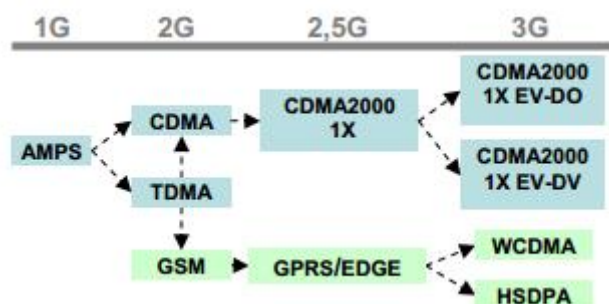 1G 2G 2,5G 3G
CDMA2000
1X EV-DO
CDMA
CDMA2000
1X
AMPS
CDMA2000
1X EV-DV
TDMA
WCDMA
GSM
GPRS/EDGE
HSDPA